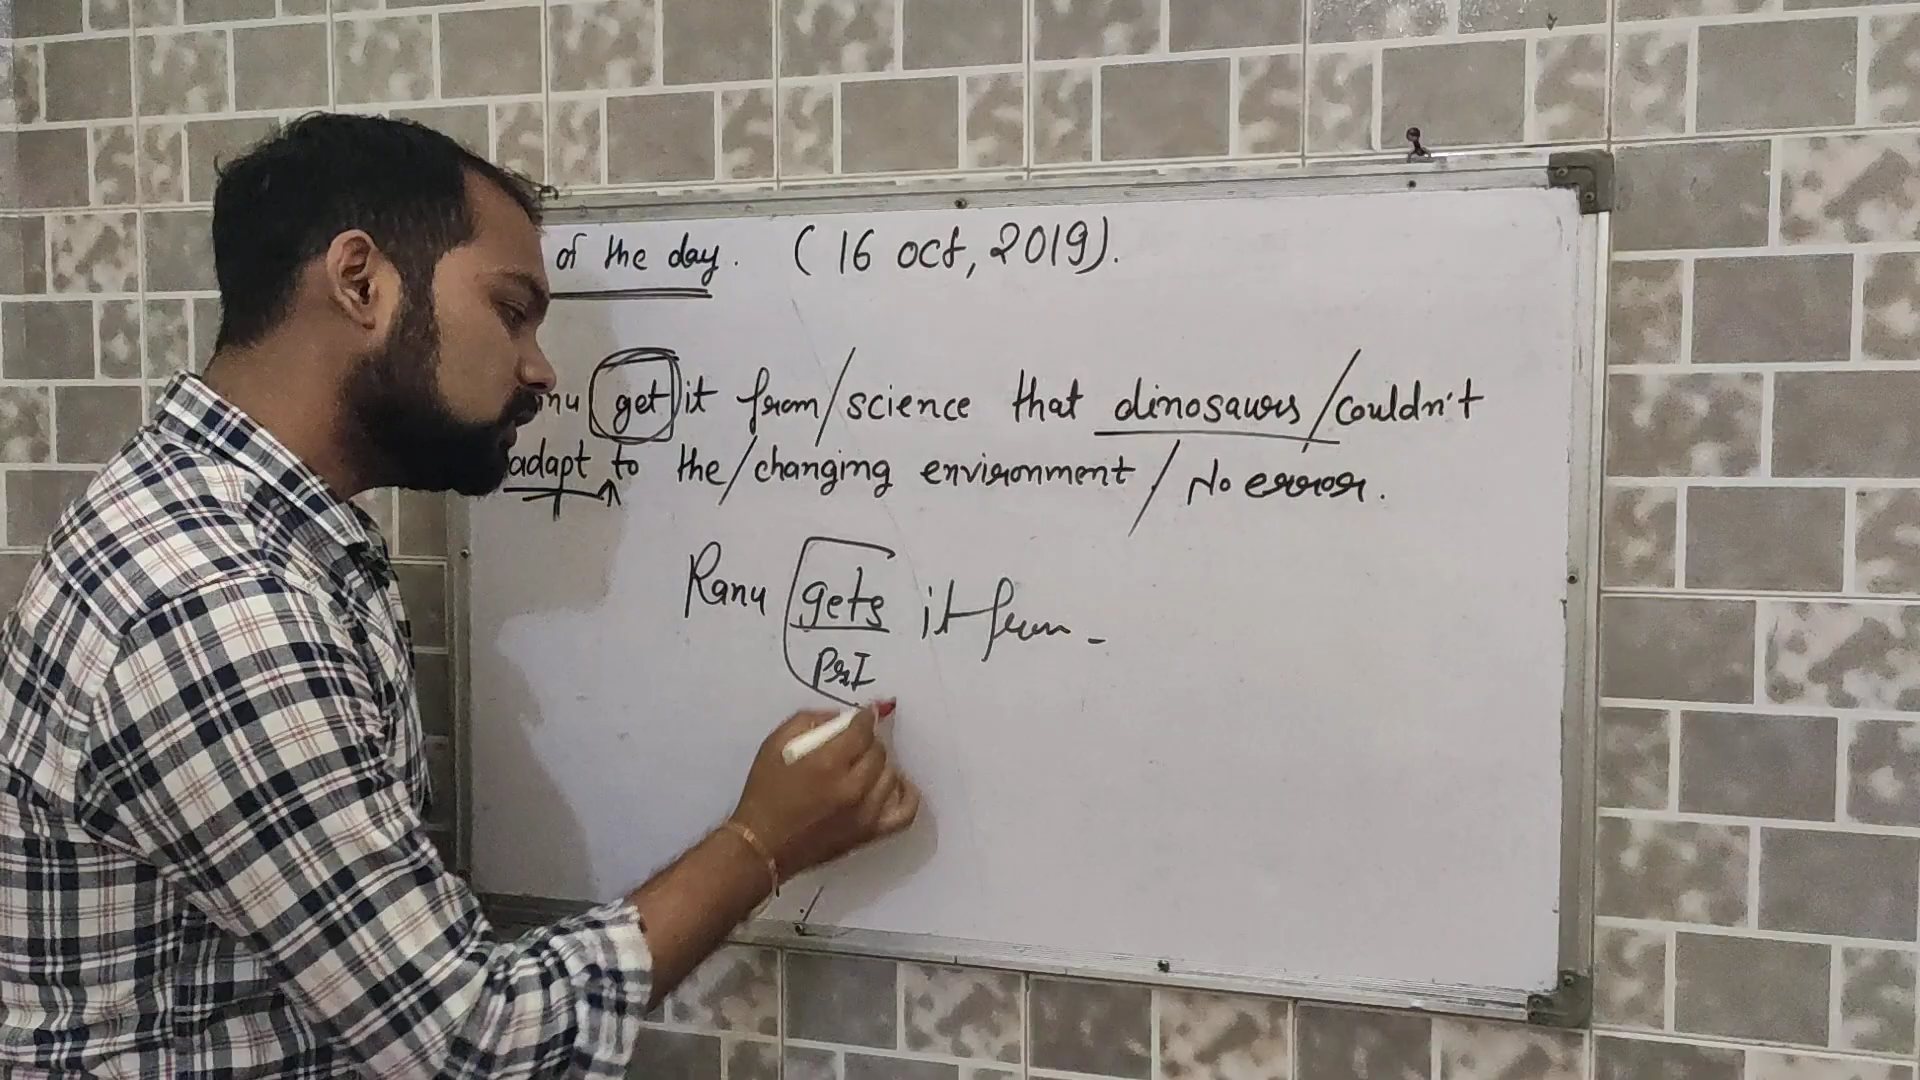 of the day. (16 oct, 2019).
nu get it from/science that dinosaurs/couldn't
adapt to the/changing environment/No error.
Ranu gets it from -
PrI